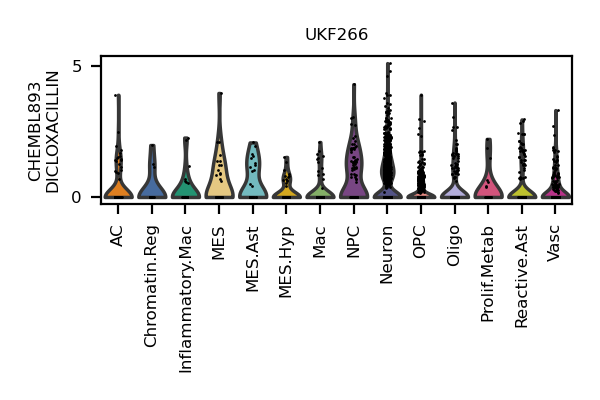 UKF266
CHEMBL893
DICLOXACILLIN
5
0
AC
Chromatin.Reg
Inflammatory.Mac
MES
MES.Ast
MES.Hyp
Mac
NPC
Neuron
OPC
Oligo
Prolif.Metab
Reactive.Ast
Vasc